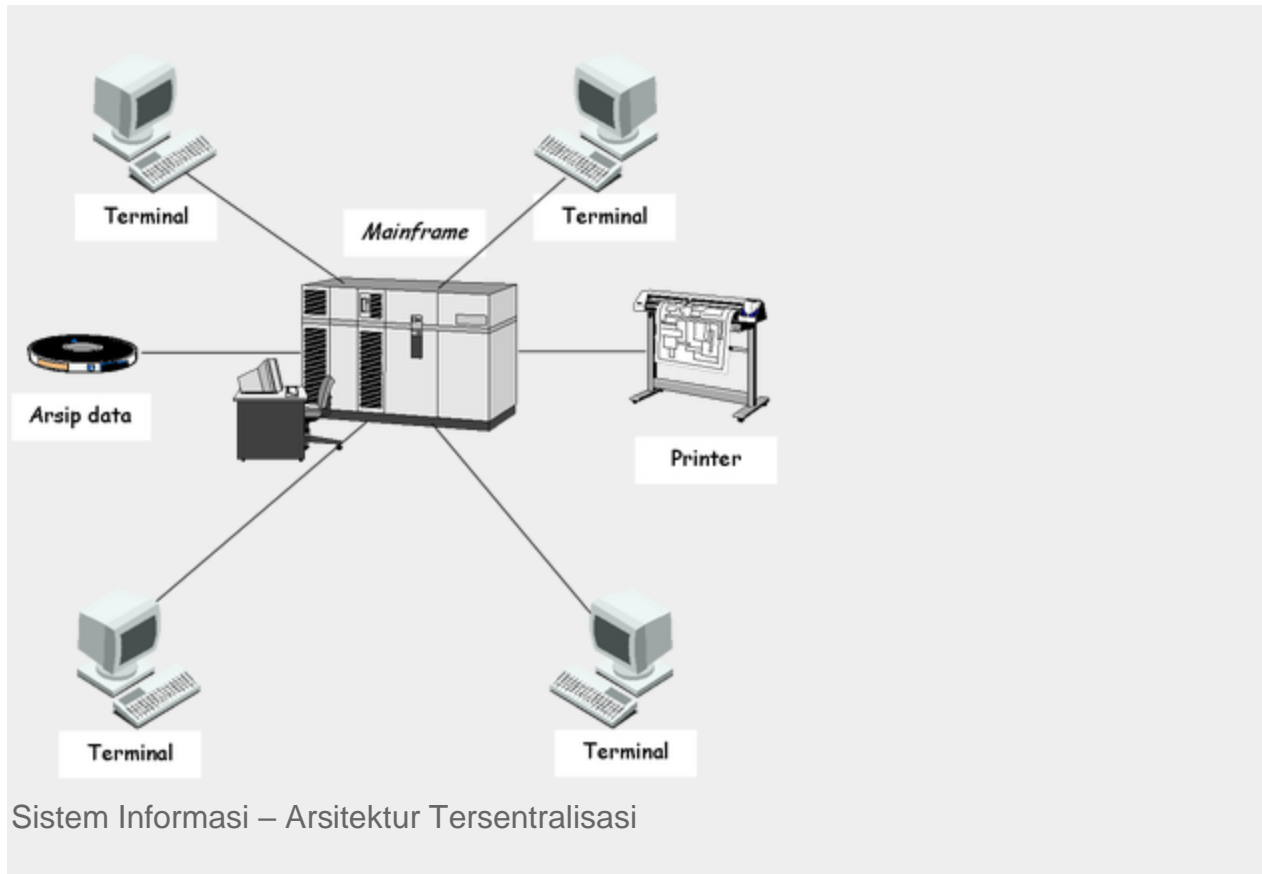 Terminal
Terminal
Mainframe
Arsip data
Printer
Terminal
Terminal
Sistem Informasi – Arsitektur Tersentralisasi